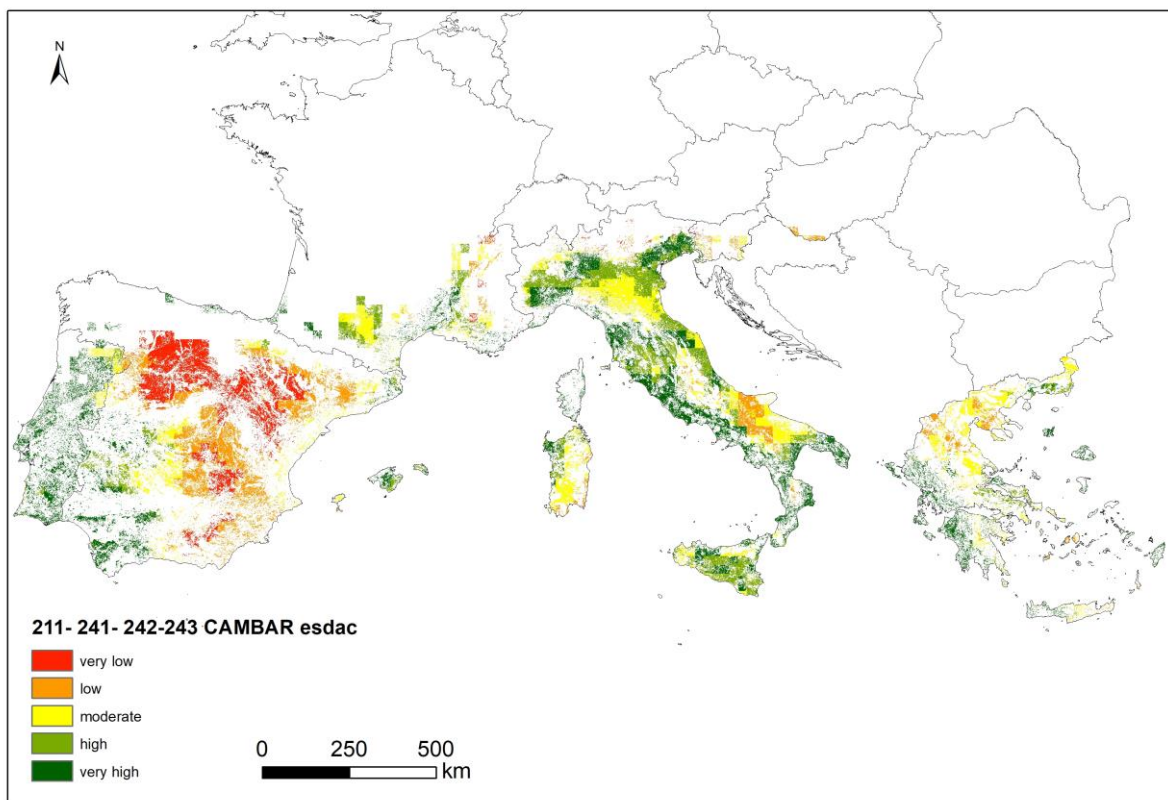 N
211- 241- 242-243 CAMBAR esdac
very low
low
moderate
high
very high
0 250 500
km